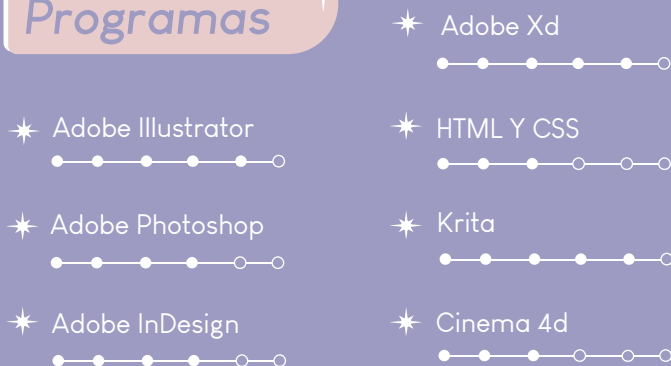 Programas
Adobe Illustrator
Adobe Photoshop
Adobe InDesign
Adobe Xd
HTML Y CSS
Krita
Cinema 4d